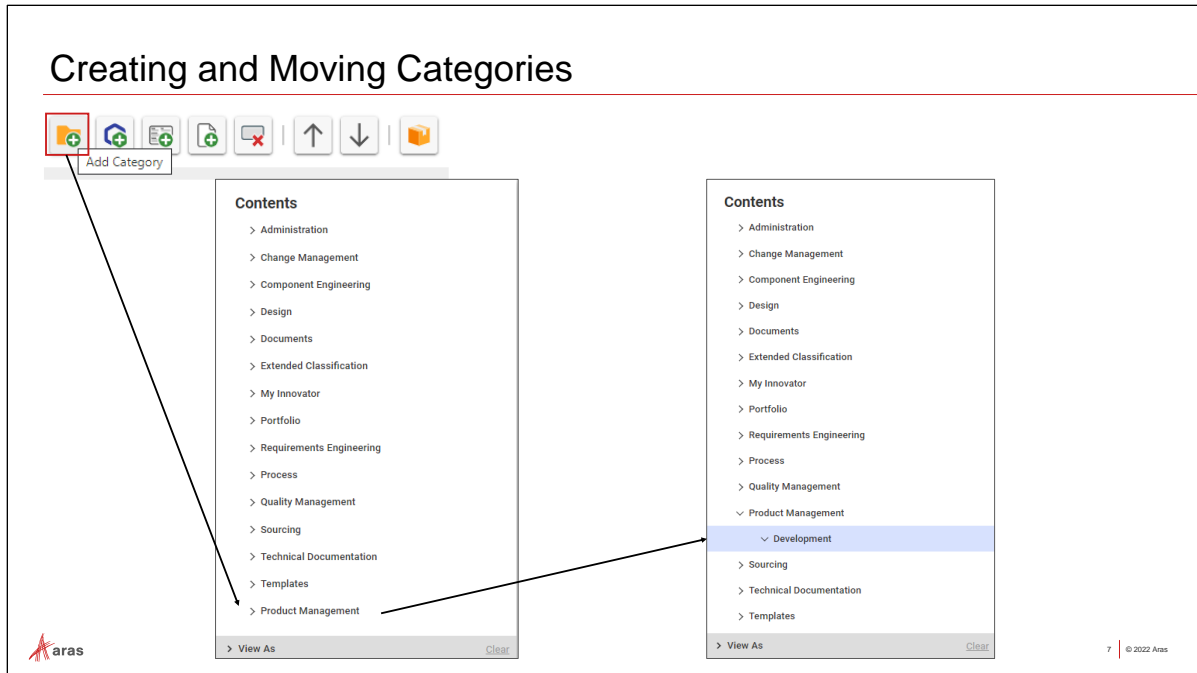 Creating and Moving Categories
Add Category
Contents
Administration
Change Management
Component Engineering
Design
Documents
Extended Classification
My Innovator
Portfolio
Requirements Engineering
Process
Quality Management
Sourcing
Technical Documentation
Templates
Product Management
View As Clear
Contents
Administration
Change Management
Component Engineering
Design
Documents
Extended Classification
My Innovator
Portfolio
Requirements Engineering
Process
Quality Management
Product Management
Development
Sourcing
Technical Documentation
Templates
View As Clear
aras
7 © 2022 Aras